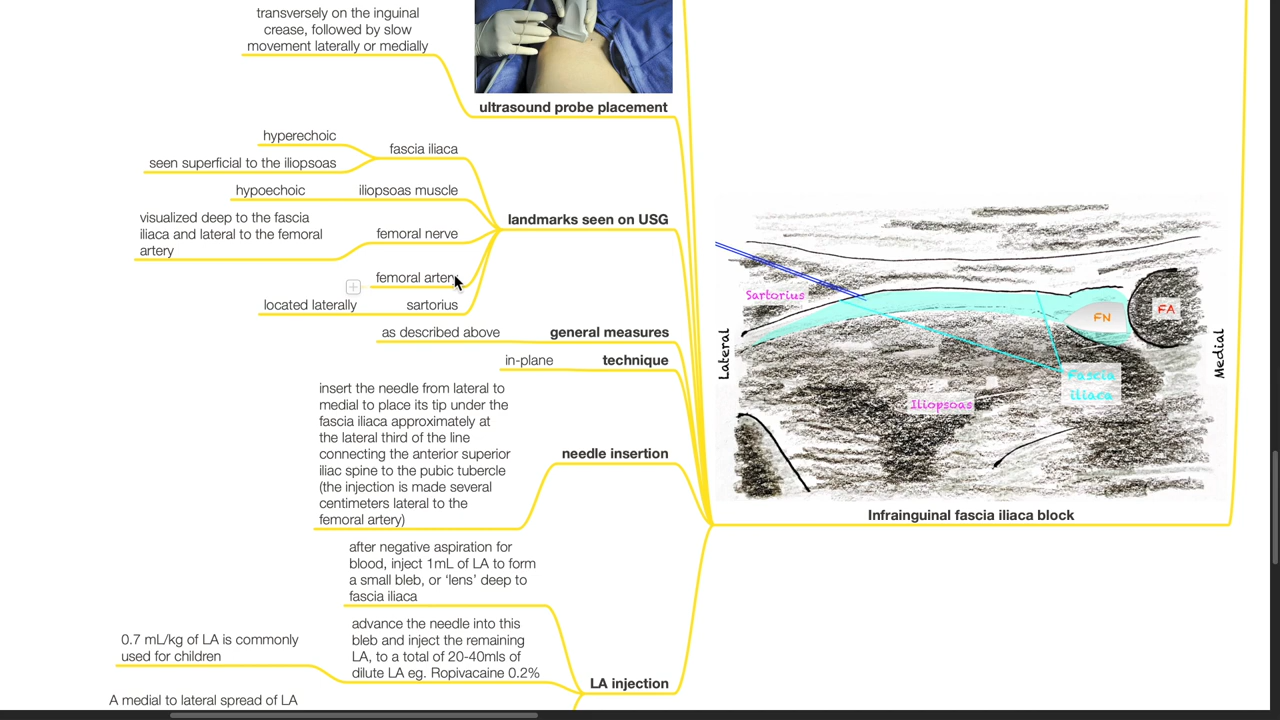 transversely on the inguinal
crease, followed by slow
movement laterally or medially
ultrasound probe placement
hyperechoic
fascia iliaca
seen superficial to the iliopsoas
hypoechoic
iliopsoas muscle
landmarks seen on USG
visualized deep to the fascia
iliaca and lateral to the femoral
artery
femoral nerve
femoral artery
located laterally
sartorius
as described above
general measures
in-plane
technique
insert the needle from lateral to
medial to place its tip under the
fascia iliaca approximately at
the lateral third of the line
connecting the anterior superior
iliac spine to the pubic tubercle
(the injection is made several
centimeters lateral to the
femoral artery)
needle insertion
after negative aspiration for
blood, inject 1mL of LA to form
a small bleb, or ‘lens’ deep to
fascia iliaca
advance the needle into this
bleb and inject the remaining
LA, to a total of 20-40mls of
dilute LA eg. Ropivacaine 0.2%
0.7 mL/kg of LA is commonly
used for children
LA injection
A medial to lateral spread of LA
Sartorius
FN
FA
Lateral
Medial
Fascia
iliaca
Iliopsoas
Infrainguinal fascia iliaca block